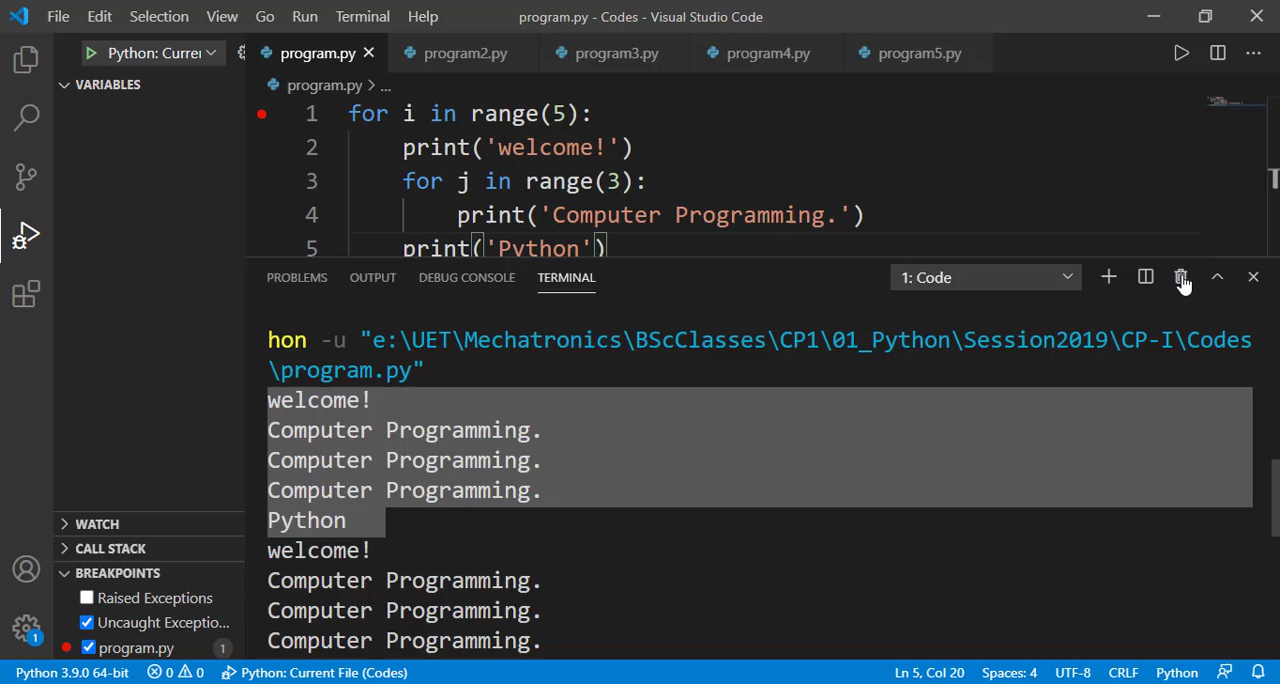 File Edit Selection View Go Run Terminal Help program.py - Codes - Visual Studio Code
Python: Currer program.py program2.py program3.py program4.py program5.py
VARIABLES
program.py > ...
1 for i in range(5):
2 print('welcome!')
3 for j in range(3):
4 print('Computer Programming.')
5 print('Python')
PROBLEMS OUTPUT DEBUG CONSOLE TERMINAL 1: Code
hon -u "e:\UET\Mechatronics\BScClasses\CP1\01_Python\Session2019\CP-I\Codes
\program.py"
welcome!
Computer Programming.
Computer Programming.
Computer Programming.
Python
welcome!
Computer Programming.
Computer Programming.
Computer Programming.
WATCH
CALL STACK
BREAKPOINTS
Raised Exceptions
Uncaught Exceptio...
program.py 1
1
Python 3.9.0 64-bit 0 0 Python: Current File (Codes) Ln 5, Col 20 Spaces: 4 UTF-8 CRLF Python